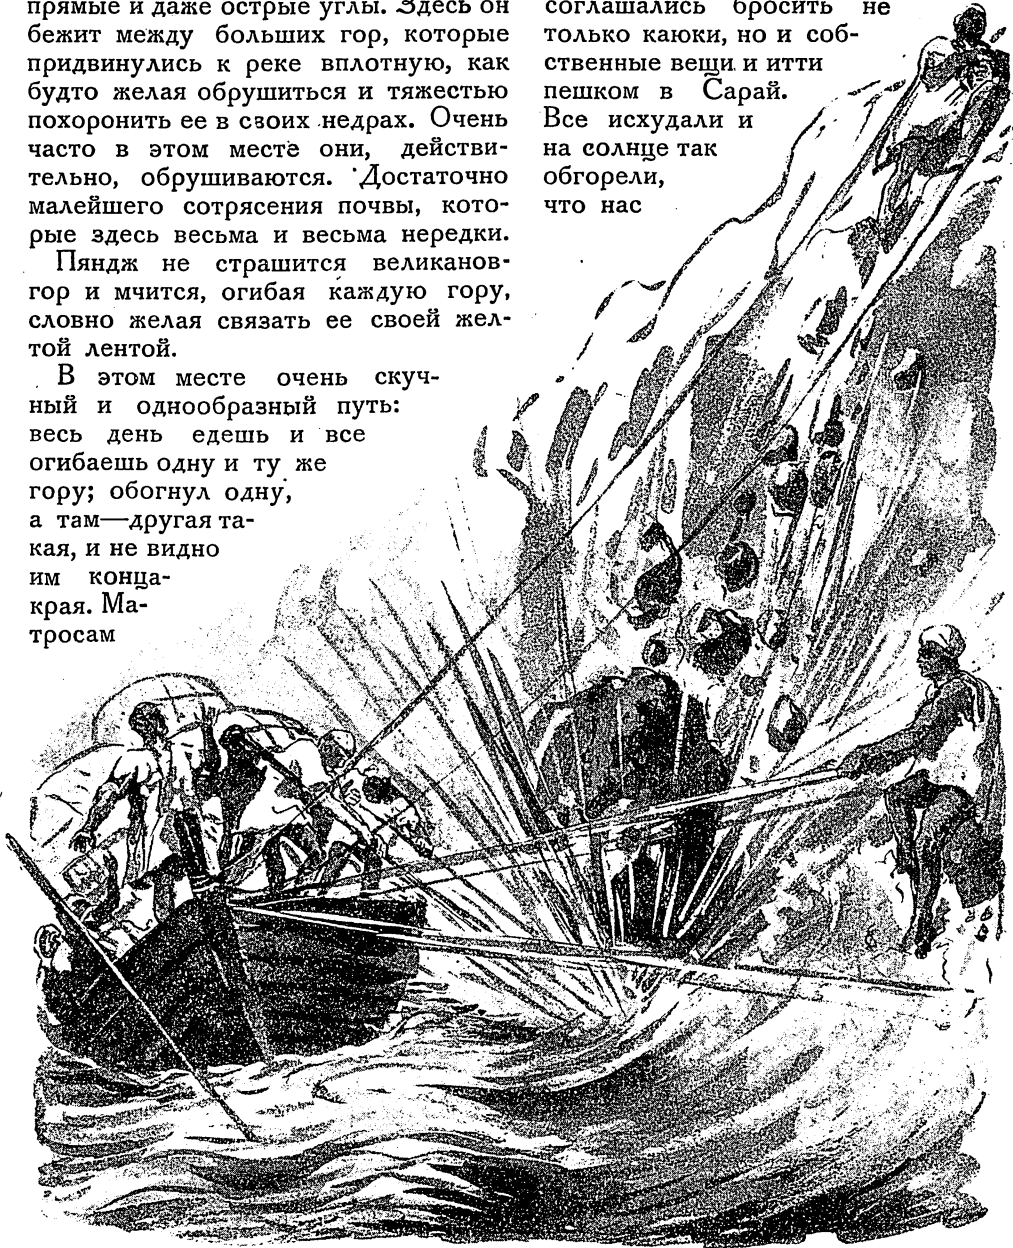 прямые и даже острые углы. Здесь он
бежит между больших гор, которые
придвинулись к реке вплотную, как
будто желая обрушиться и тяжестью
похоронить ее в своих недрах. Очень
часто в этом месте они, действи-
тельно, обрушиваются. Достаточно
малейшего сотрясения почвы, кото-
рые здесь весьма и весьма нередки.
Пяндж не страшится великанов-
гор и мчится, огибая каждую гору,
словно желая связать ее своей жел-
той лентой.
В этом месте очень скуч-
ный и однообразный путь:
весь день едешь и все
огибаешь одну и ту же
гору; обогнул одну,
а там—другая та-
кая, и не видно
им конца-
края. Ма-
тросам
соглашались бросить не
только каюки, но и соб-
ственные вещи и итти
пешком в Сарай.
Все исхудали и
на солнце так
обгорели,
что нас